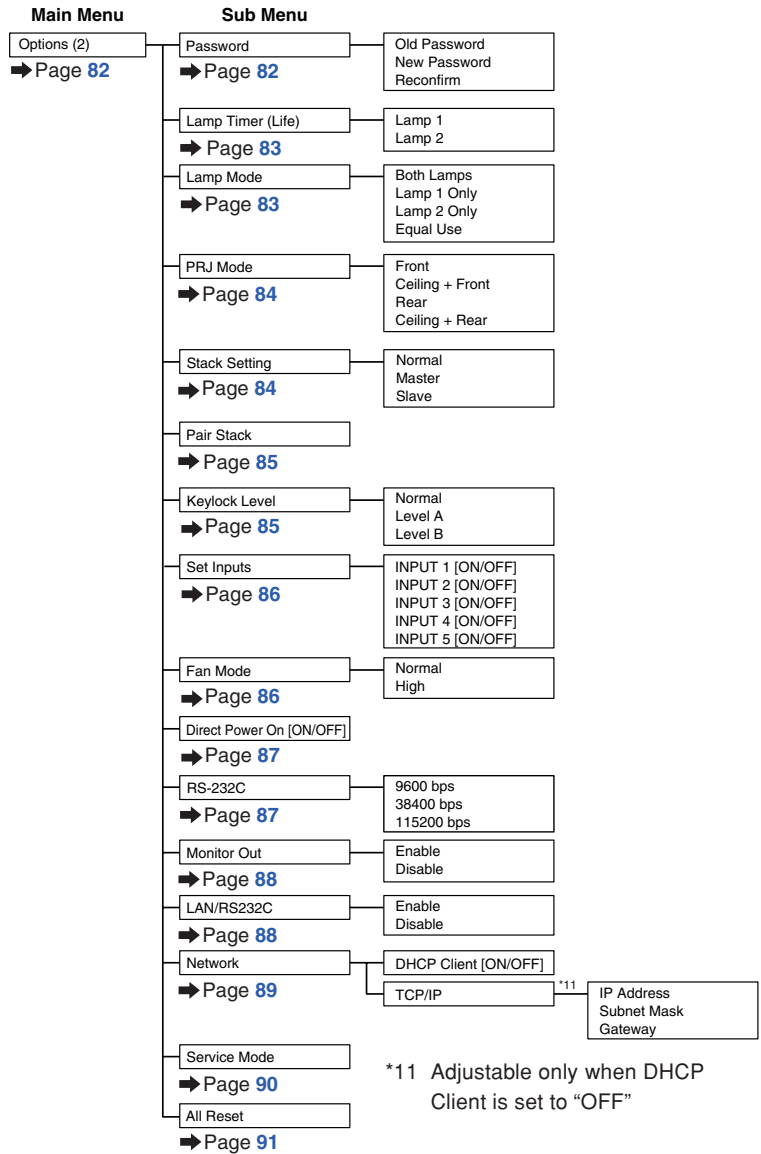 Main Menu
Sub Menu
Options (2)
Page 82
Password
Page 82
Old Password
New Password
Reconfirm
Lamp Timer (Life)
Page 83
Lamp 1
Lamp 2
Lamp Mode
Page 83
Both Lamps
Lamp 1 Only
Lamp 2 Only
Equal Use
PRJ Mode
Page 84
Front
Ceiling + Front
Rear
Ceiling + Rear
Stack Setting
Page 84
Normal
Master
Slave
Pair Stack
Page 85
Keylock Level
Page 85
Normal
Level A
Level B
Set Inputs
Page 86
INPUT 1 [ON/OFF]
INPUT 2 [ON/OFF]
INPUT 3 [ON/OFF]
INPUT 4 [ON/OFF]
INPUT 5 [ON/OFF]
Fan Mode
Page 86
Normal
High
Direct Power On [ON/OFF]
Page 87
RS-232C
Page 87
9600 bps
38400 bps
115200 bps
Monitor Out
Page 88
Enable
Disable
LAN/RS232C
Page 88
Enable
Disable
Network
Page 89
DHCP Client [ON/OFF]
TCP/IP
*11
IP Address
Subnet Mask
Gateway
Service Mode
Page 90
All Reset
Page 91
*11 Adjustable only when DHCP
Client is set to “OFF”